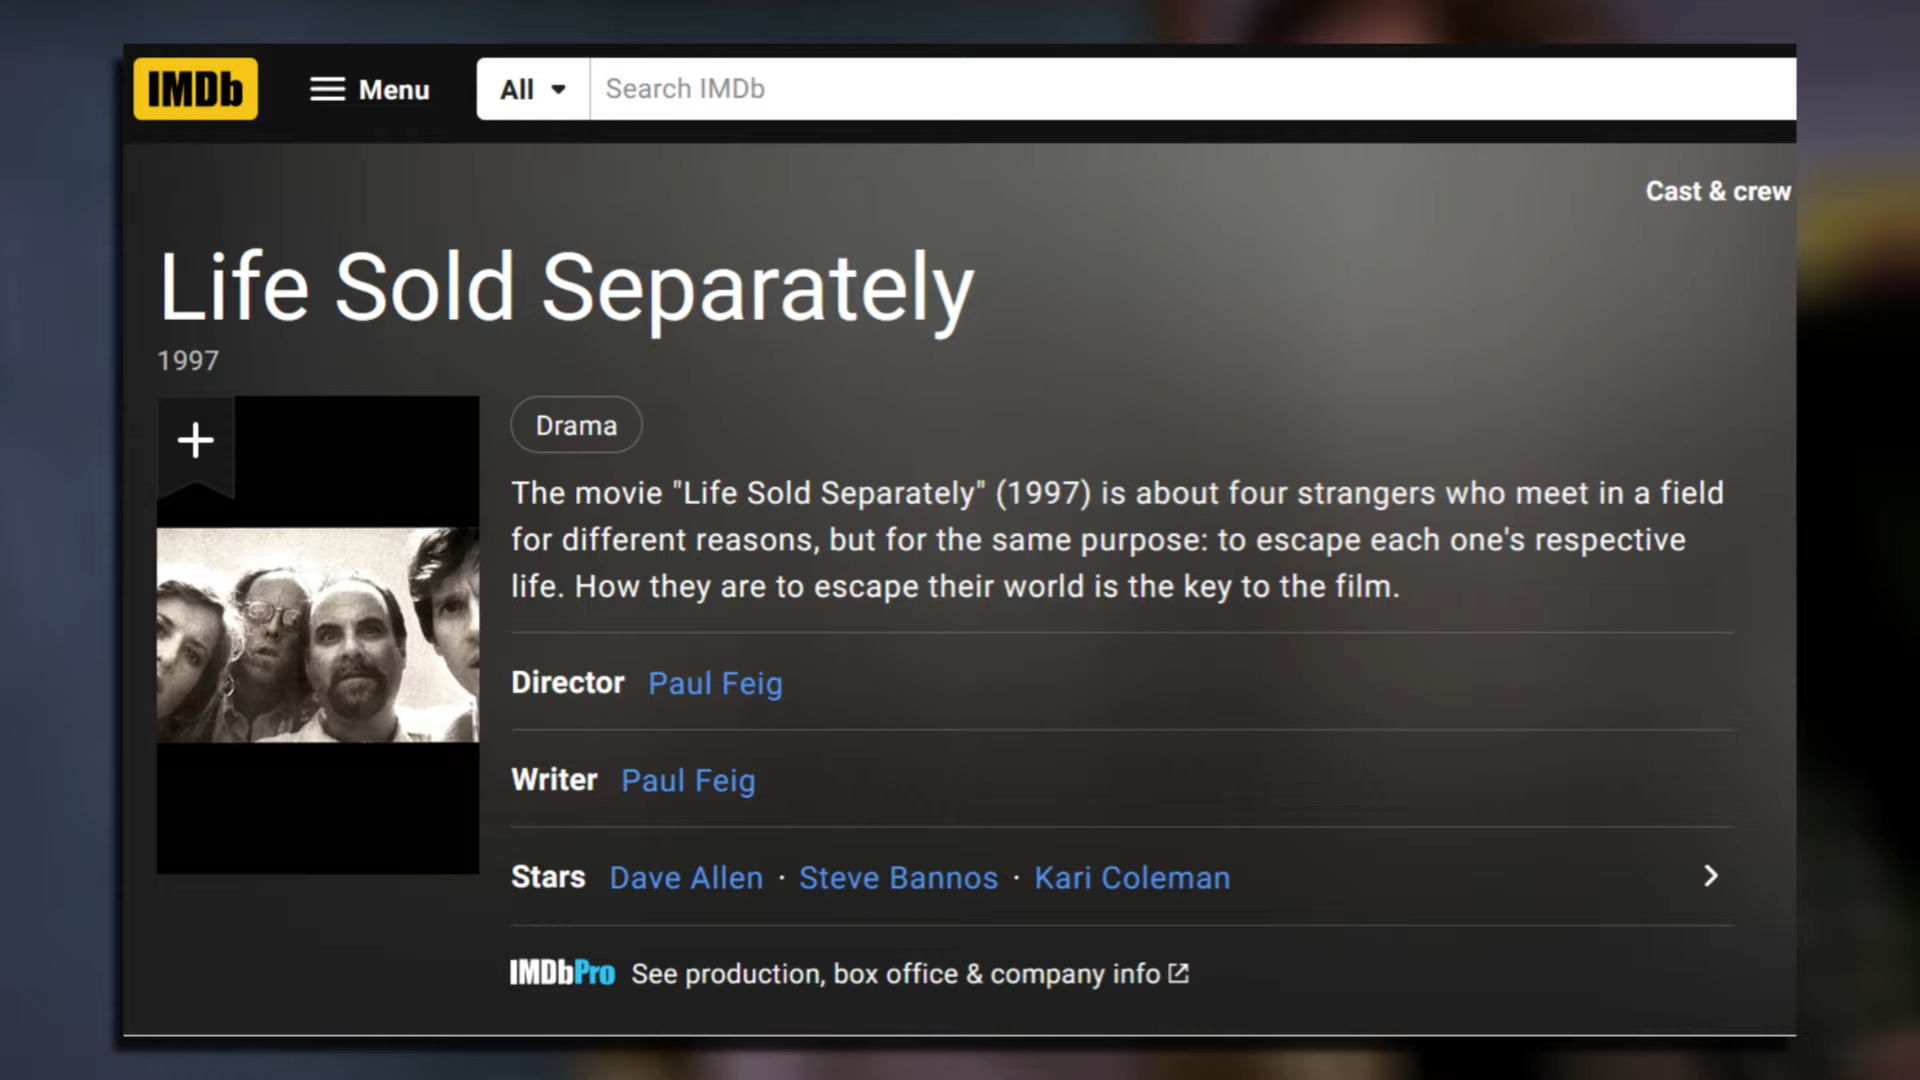 IMDb Menu All Search IMDb
Cast & crew
Life Sold Separately
1997
Drama
The movie "Life Sold Separately" (1997) is about four strangers who meet in a field
for different reasons, but for the same purpose: to escape each one's respective
life. How they are to escape their world is the key to the film.
Director Paul Feig
Writer Paul Feig
Stars Dave Allen · Steve Bannos · Kari Coleman
IMDbPro See production, box office & company info